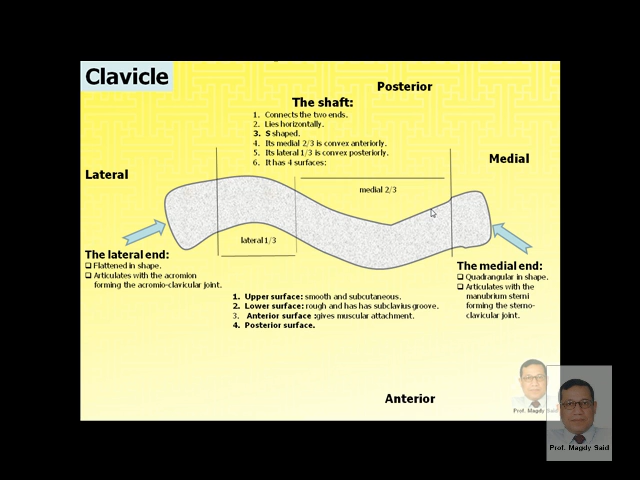 Clavicle
Posterior
The shaft:
1. Connects the two ends.
2. Lies horizontally.
3. S shaped.
4. Its medial 2/3 is convex anteriorly.
5. Its lateral 1/3 is convex posteriorly.
6. It has 4 surfaces:
Medial
Lateral
medial 2/3
lateral 1/3
The lateral end:
Flattened in shape.
Articulates with the acromion
forming the acromio-clavicular joint.
The medial end:
Quadrangular in shape.
Articulates with the
manubrium sterni
forming the sterno-
clavicular joint.
1. Upper surface: smooth and subcutaneous.
2. Lower surface: rough and has has subclavius groove.
3. Anterior surface :gives muscular attachment.
4. Posterior surface.
Anterior
Prof. Magdy Said
Prof. Magdy Said